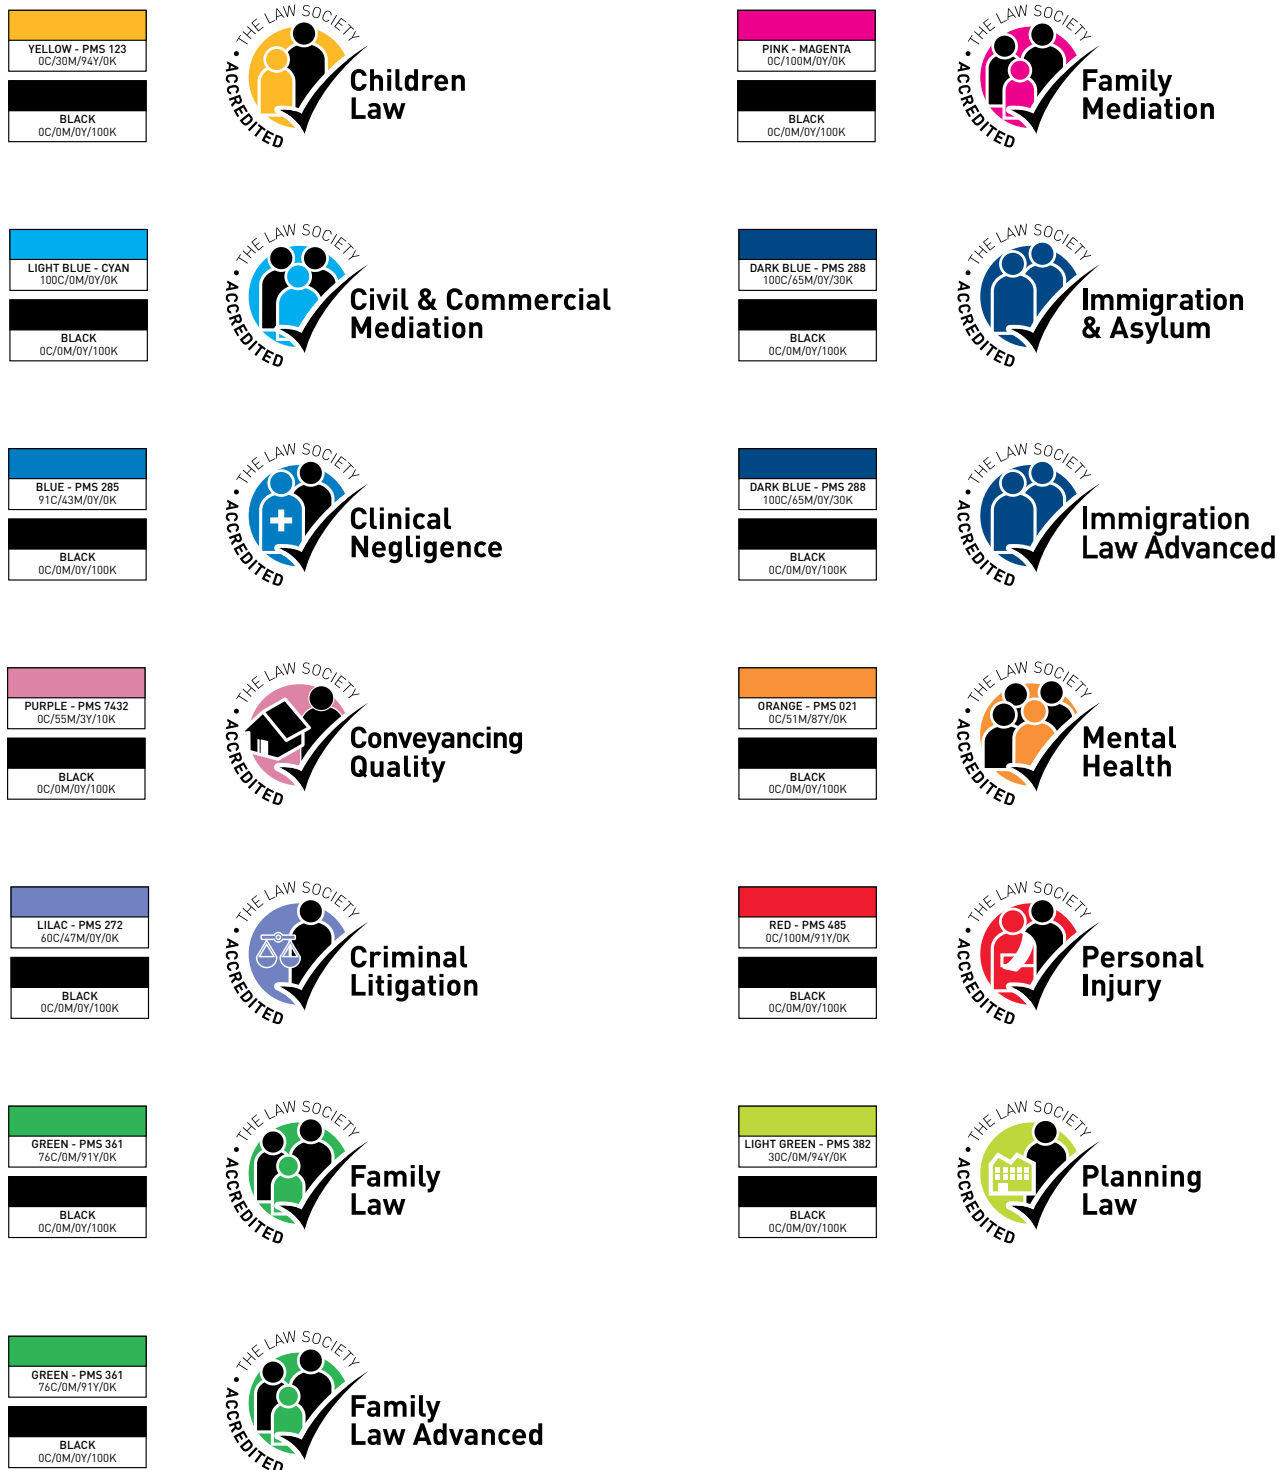 YELLOW - PMS 123
0C/30M/94Y/0K
BLACK
0C/0M/0Y/100K
• THE LAW SOCIETY
• ACCREDITED
Children
Law
PINK - MAGENTA
0C/100M/0Y/0K
BLACK
0C/0M/0Y/100K
• THE LAW SOCIETY
• ACCREDITED
Family
Mediation
LIGHT BLUE - CYAN
100C/0M/0Y/0K
BLACK
0C/0M/0Y/100K
• THE LAW SOCIETY
• ACCREDITED
Civil & Commercial
Mediation
DARK BLUE - PMS 288
100C/65M/0Y/30K
BLACK
0C/0M/0Y/100K
• THE LAW SOCIETY
• ACCREDITED
Immigration
& Asylum
BLUE - PMS 285
91C/43M/0Y/0K
BLACK
0C/0M/0Y/100K
• THE LAW SOCIETY
• ACCREDITED
Clinical
Negligence
DARK BLUE - PMS 288
100C/65M/0Y/30K
BLACK
0C/0M/0Y/100K
• THE LAW SOCIETY
• ACCREDITED
Immigration
Law Advanced
PURPLE - PMS 7432
0C/55M/3Y/10K
BLACK
0C/0M/0Y/100K
• THE LAW SOCIETY
• ACCREDITED
Conveyancing
Quality
ORANGE - PMS 021
0C/51M/87Y/0K
BLACK
0C/0M/0Y/100K
• THE LAW SOCIETY
• ACCREDITED
Mental
Health
LILAC - PMS 272
60C/47M/0Y/0K
BLACK
0C/0M/0Y/100K
• THE LAW SOCIETY
• ACCREDITED
Criminal
Litigation
RED - PMS 485
0C/100M/91Y/0K
BLACK
0C/0M/0Y/100K
• THE LAW SOCIETY
• ACCREDITED
Personal
Injury
GREEN - PMS 361
76C/0M/91Y/0K
BLACK
0C/0M/0Y/100K
• THE LAW SOCIETY
• ACCREDITED
Family
Law
LIGHT GREEN - PMS 382
30C/0M/94Y/0K
BLACK
0C/0M/0Y/100K
• THE LAW SOCIETY
• ACCREDITED
Planning
Law
GREEN - PMS 361
76C/0M/91Y/0K
BLACK
0C/0M/0Y/100K
• THE LAW SOCIETY
• ACCREDITED
Family
Law Advanced